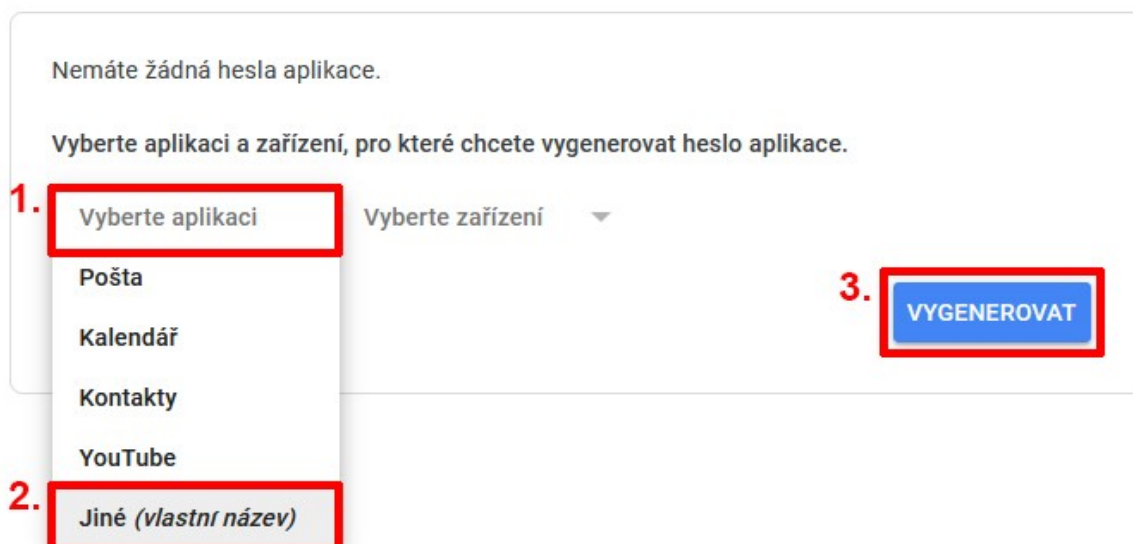 Nemáte žádná hesla aplikace.
Vyberte aplikaci a zařízení, pro které chcete vygenerovat heslo aplikace.
1. Vyberte aplikaci Vyberte zařízení
Pošta
3. VYGENEROVAT
Kalendář
Kontakty
YouTube
2. Jiné (vlastní název)